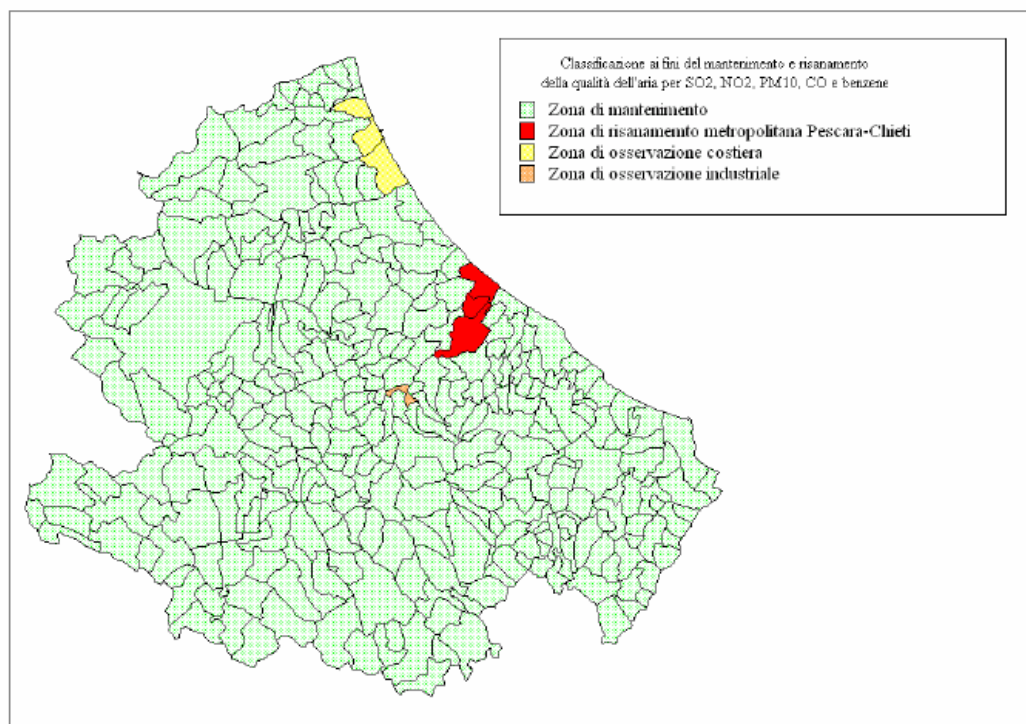 Classificazione ai fini del mantenimento e risanamento
della qualità dell'aria per SO2, NO2, PM10, CO e benzene
Zona di mantenimento
Zona di risanamemto metropolitana Pescara-Chieti
Zona di osservazione costiera
Zona di osservazione industriale